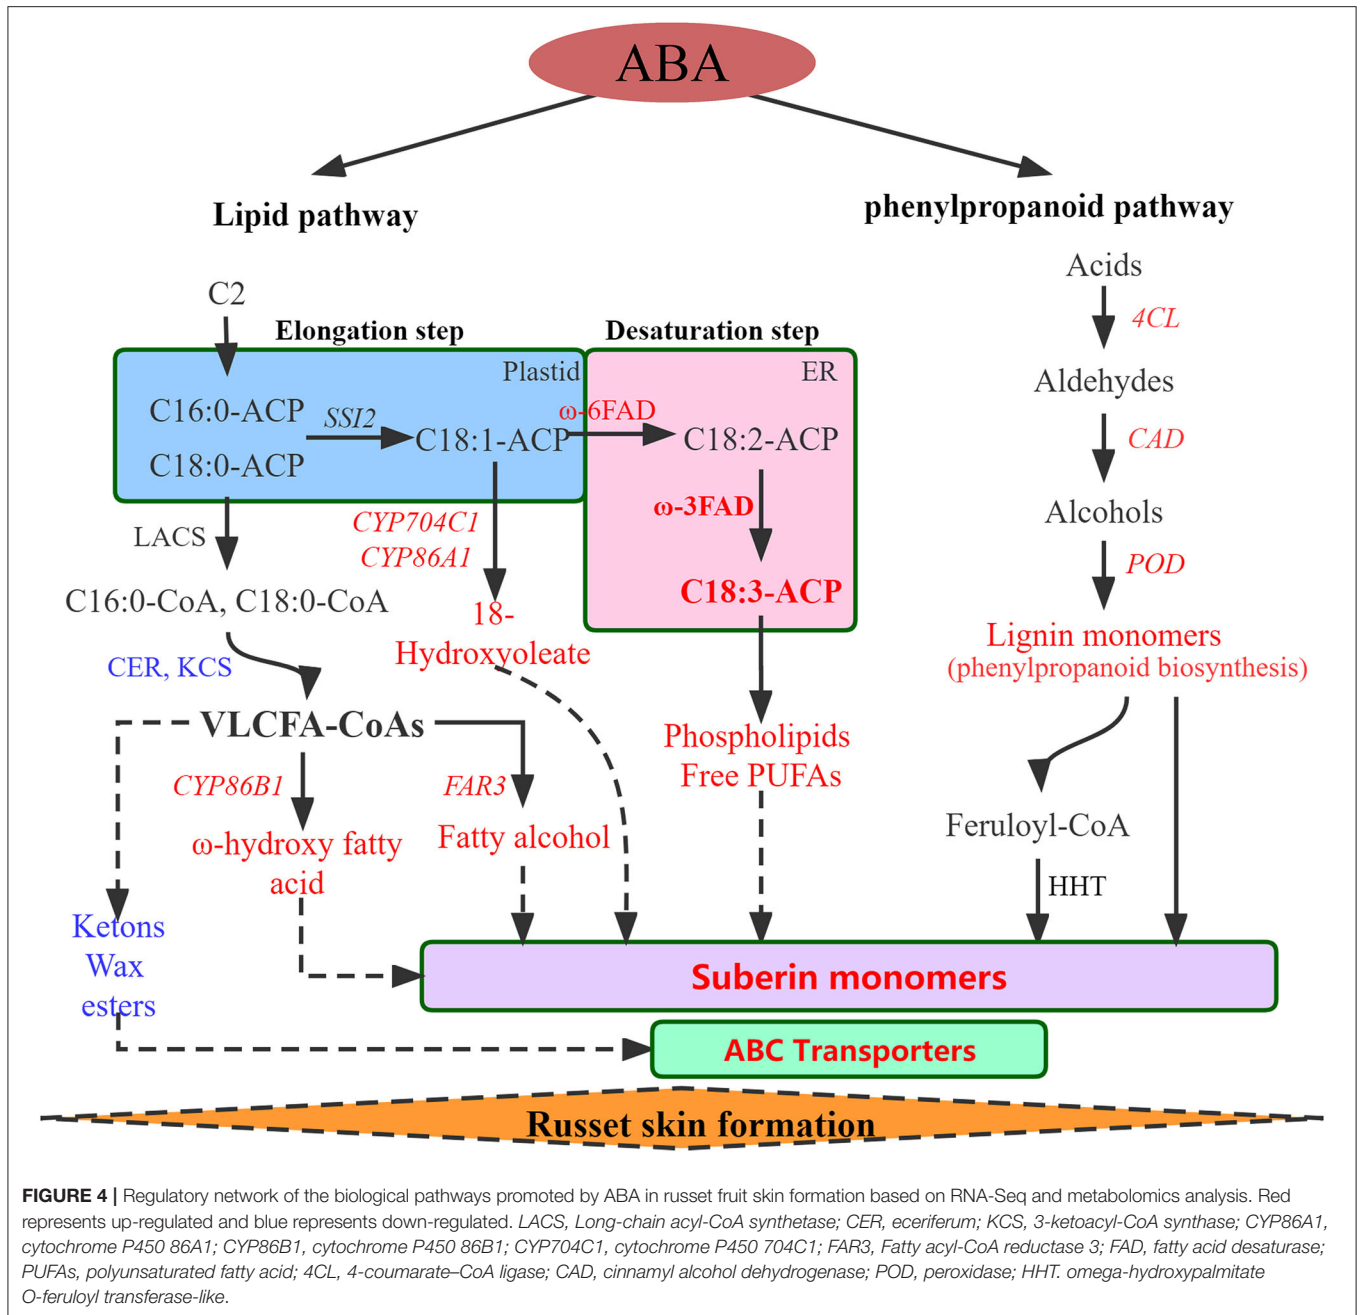 ABA
Lipid pathway
phenylpropanoid pathway
C2
Acids
4CL
Elongation step
Desaturation step
Plastid
ER
Aldehydes
C16:0-ACP
SSI2
ω-6FAD
C18:1-ACP
C18:2-ACP
C18:0-ACP
CAD
LACS
CYP704C1
CYP86A1
ω-3FAD
Alcohols
POD
C16:0-CoA, C18:0-CoA
18-
Hydroxyoleate
C18:3-ACP
Lignin monomers
(phenylpropanoid biosynthesis)
CER, KCS
VLCFA-CoAs
Phospholipids
Free PUFAs
CYP86B1
FAR3
ω-hydroxy fatty
acid
Fatty alcohol
Feruloyl-CoA
HHT
Ketons
Wax
esters
Suberin monomers
ABC Transporters
Russet skin formation
FIGURE 4 | Regulatory network of the biological pathways promoted by ABA in russet fruit skin formation based on RNA-Seq and metabolomics analysis. Red
represents up-regulated and blue represents down-regulated. LACS, Long-chain acyl-CoA synthetase; CER, eceriferum; KCS, 3-ketoacyl-CoA synthase; CYP86A1,
cytochrome P450 86A1; CYP86B1, cytochrome P450 86B1; CYP704C1, cytochrome P450 704C1; FAR3, Fatty acyl-CoA reductase 3; FAD, fatty acid desaturase;
PUFAs, polyunsaturated fatty acid; 4CL, 4-coumarate–CoA ligase; CAD, cinnamyl alcohol dehydrogenase; POD, peroxidase; HHT. omega-hydroxypalmitate
O-feruloyl transferase-like.